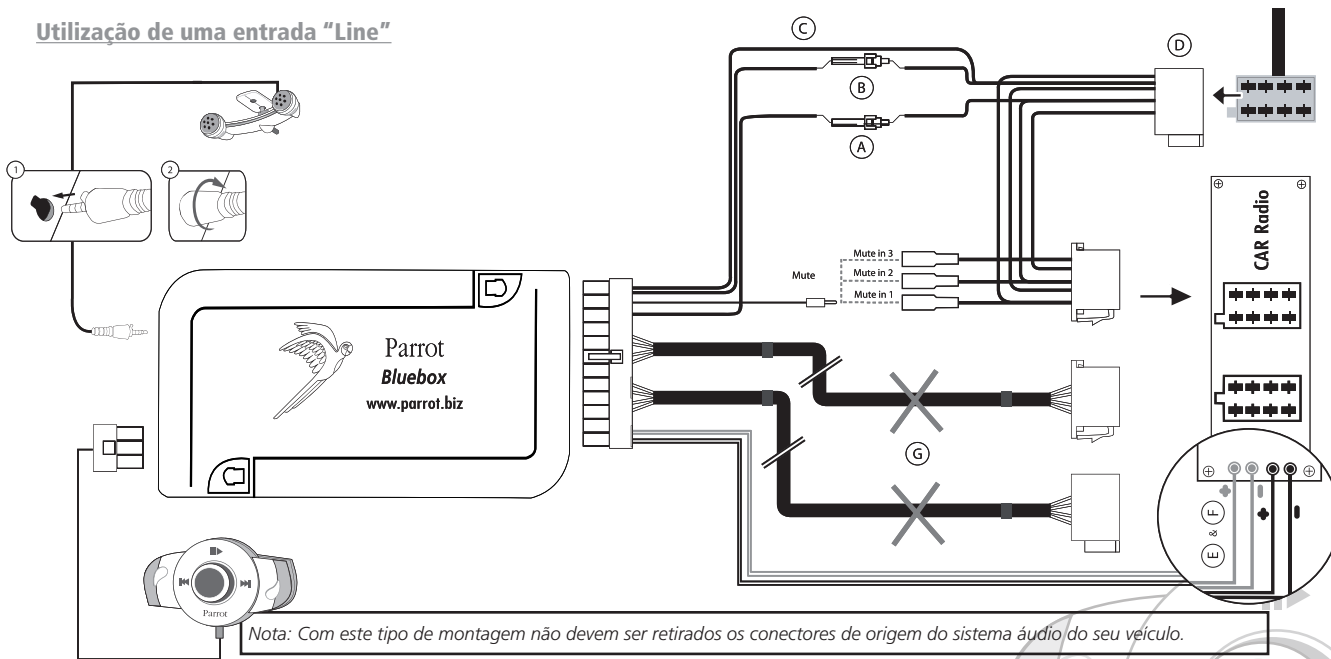 Utilização de uma entrada “Line”
C
D
B
A
1
2
CAR Radio
Mute in 3
Mute
Mute in 2
Mute in 1
Parrot
Bluebox
www.parrot.biz
G
+
-
+
-
E & F
Parrot
Nota: Com este tipo de montagem não devem ser retirados os conectores de origem do sistema áudio do seu veículo.